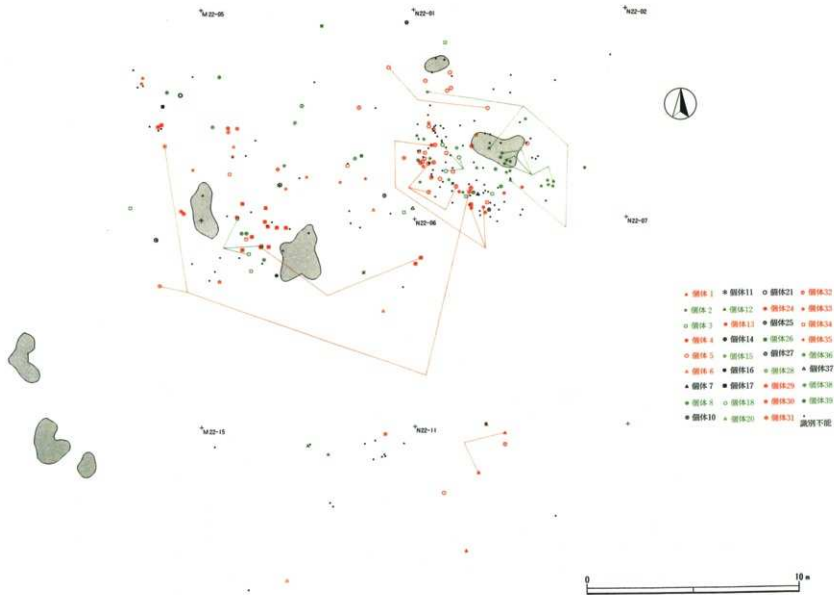 M22-05
N22-01
N22-02
N22-06
N22-07
M22-15
N22-11
個体1 個体11 個体21 個体32
個体2 個体12 個体24 個体33
個体3 個体13 個体25 個体34
個体4 個体14 個体26 個体35
個体5 個体15 個体27 個体36
個体6 個体16 個体28 個体37
個体7 個体17 個体29 個体38
個体8 個体18 個体30 個体39
個体10 個体20 個体31 識別不能
0 10m